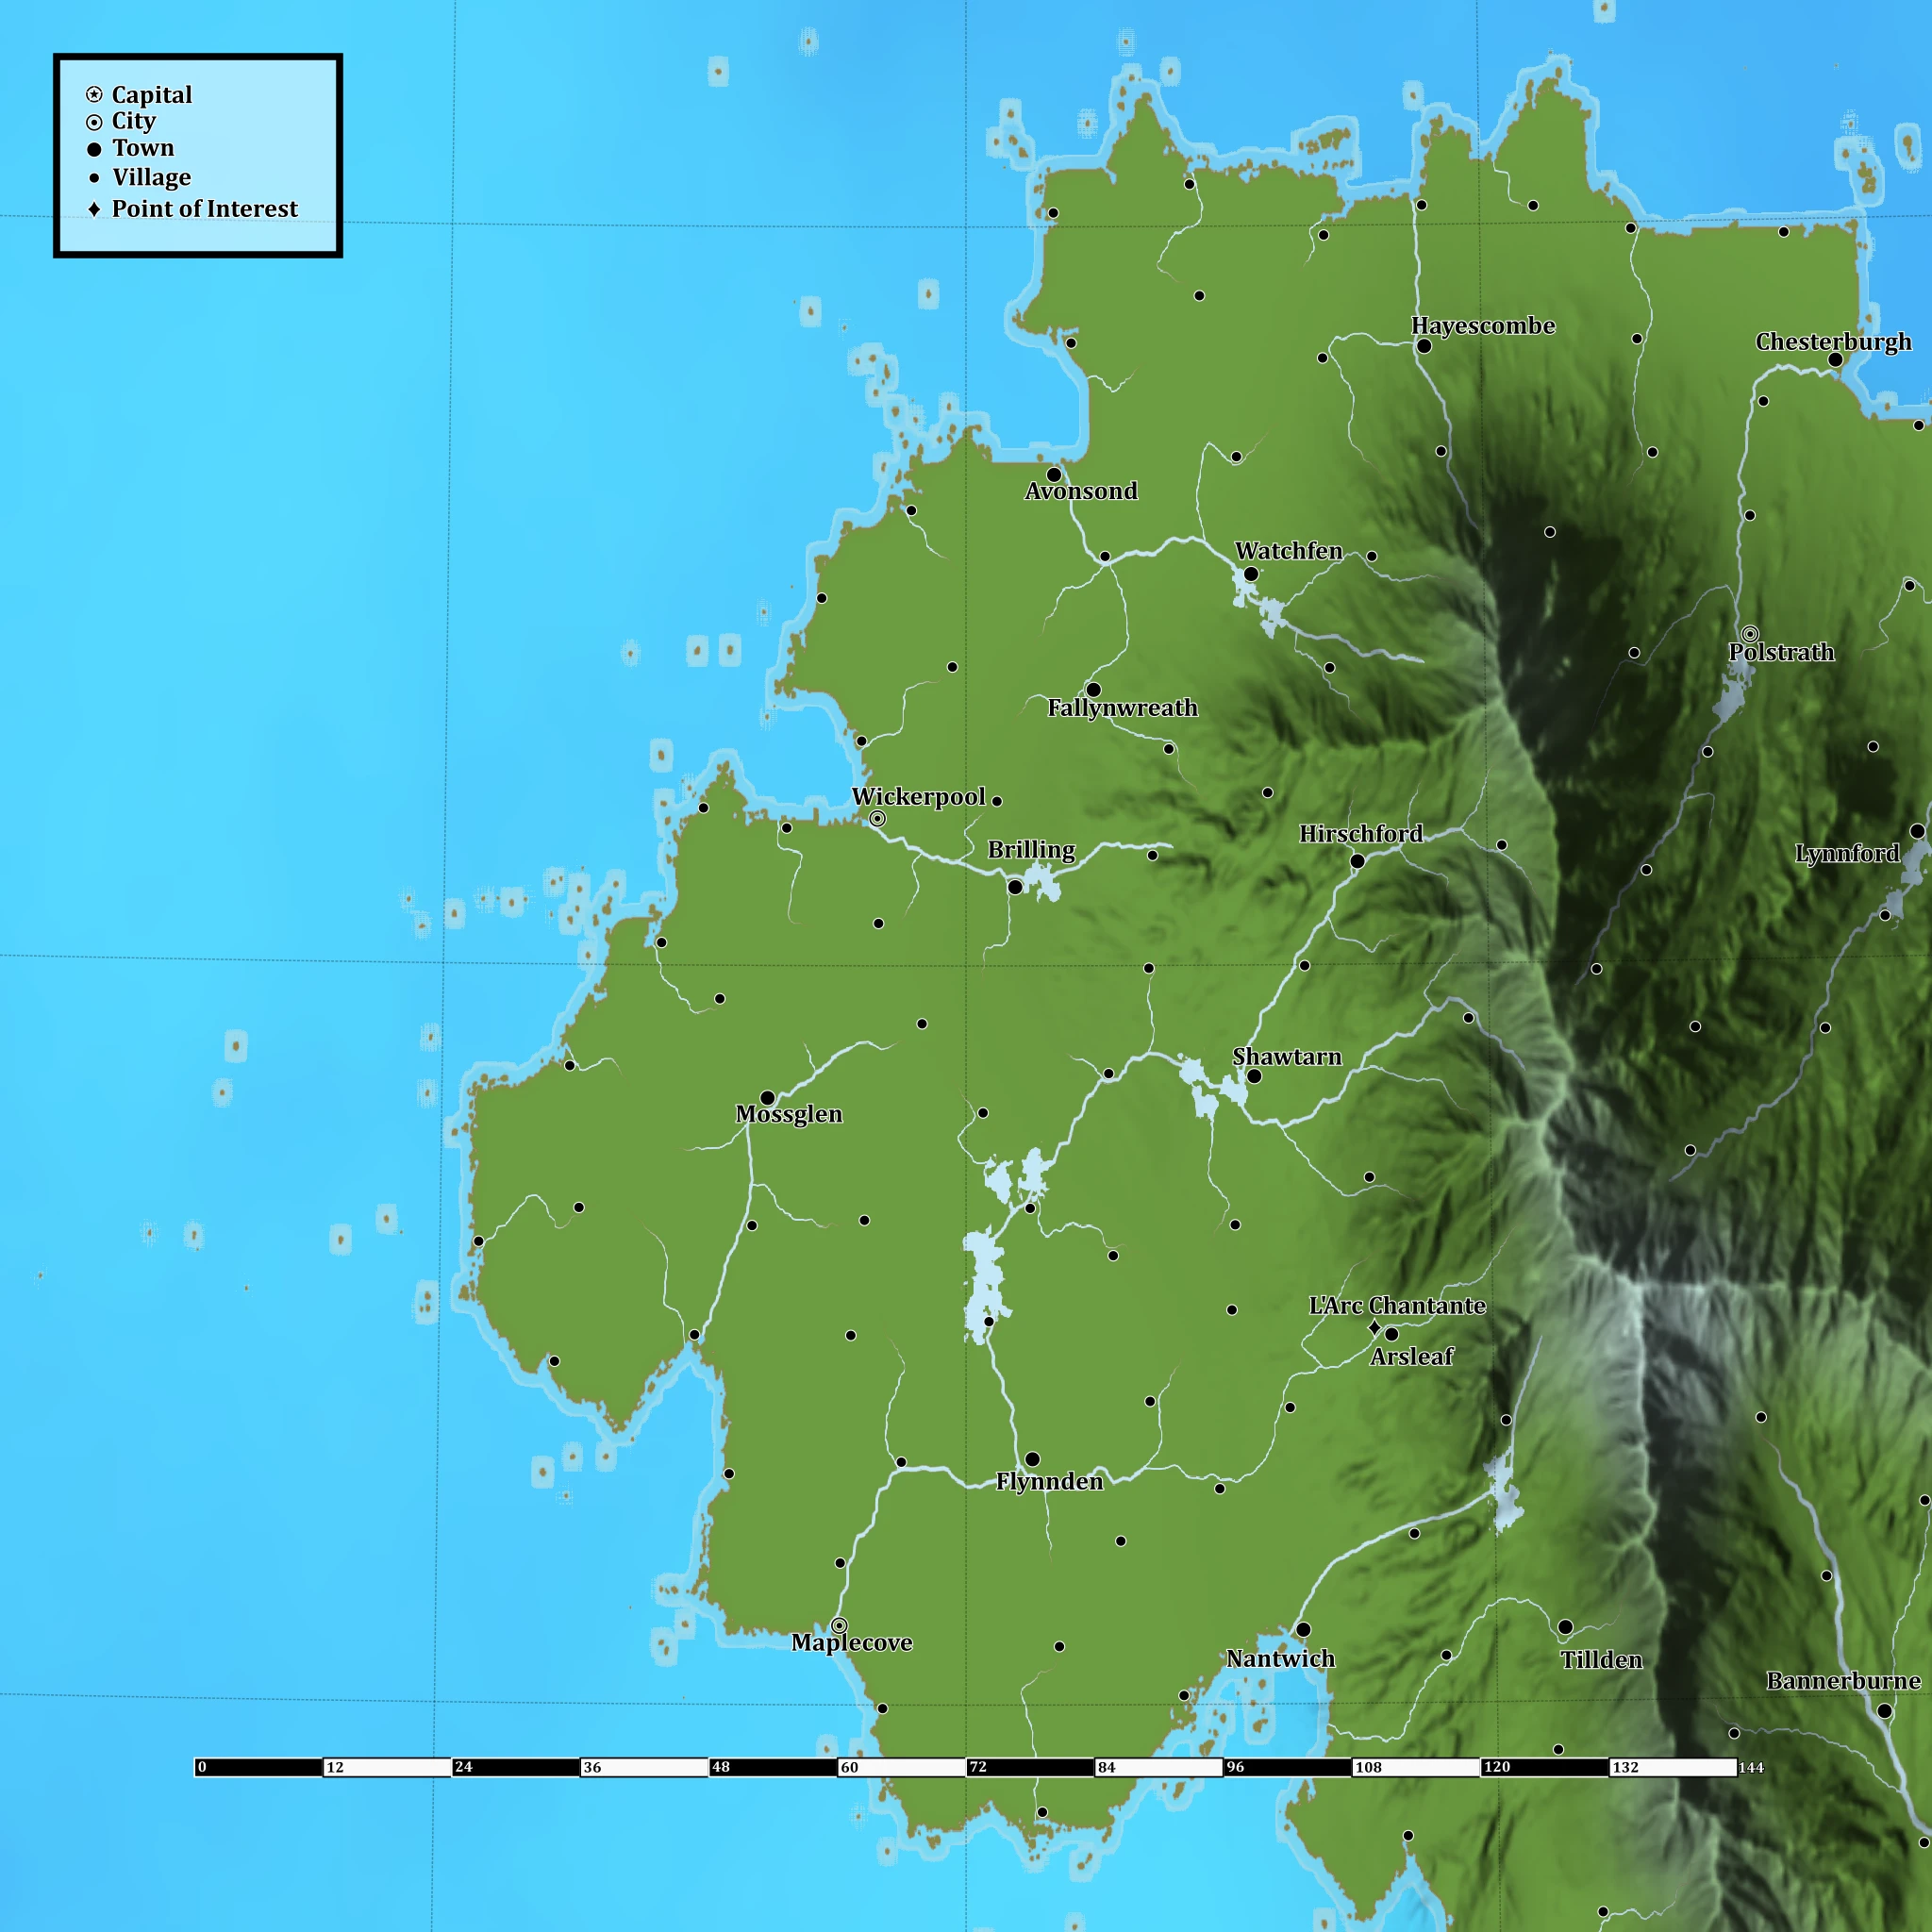 Capital
City
Town
Village
Point of Interest
Hayescombe
Chesterburgh
Avonsond
Watchfen
Polstrath
Fallynwreath
Wickerpool
Brilling
Hirschford
Lynnford
Shawtarn
Mossglen
L'Arc Chantante
Arsleaf
Flynnden
Maplecove
Nantwich
Tillden
Bannerburne
0 12 24 36 48 60 72 84 96 108 120 132 144